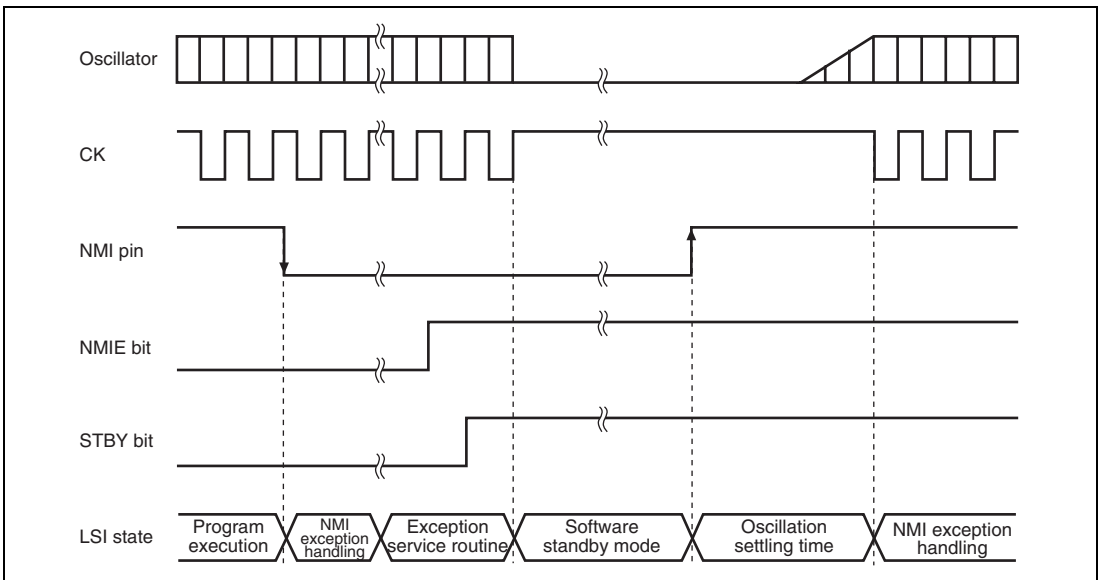 Oscillator
CK
NMI pin
NMIE bit
STBY bit
LSI state
Program
execution
NMI
exception
handling
Exception
service routine
Software
standby mode
Oscillation
settling time
NMI exception
handling